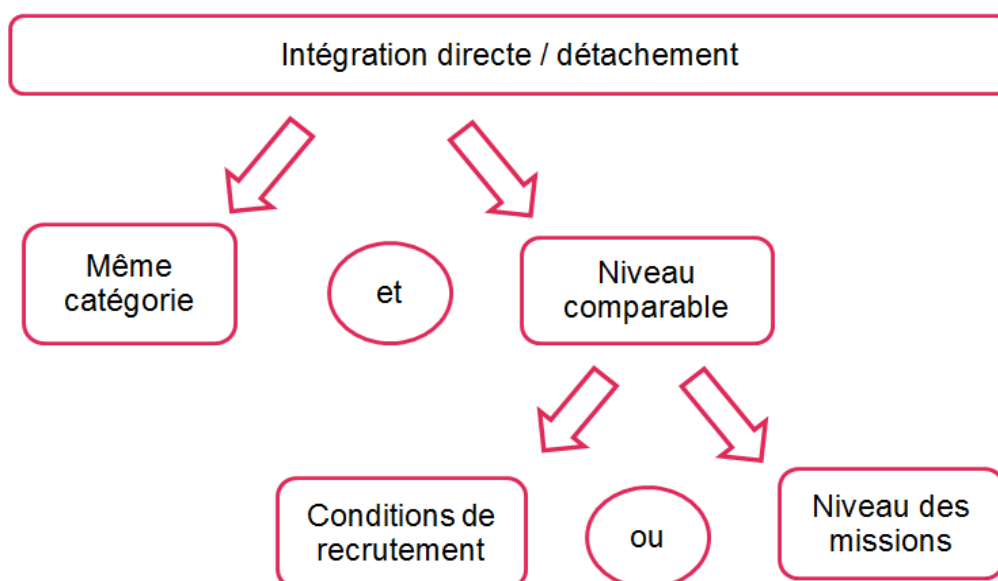 Intégration directe / détachement
Même
catégorie
et
Niveau
comparable
Conditions de
recrutement
ou
Niveau des
missions